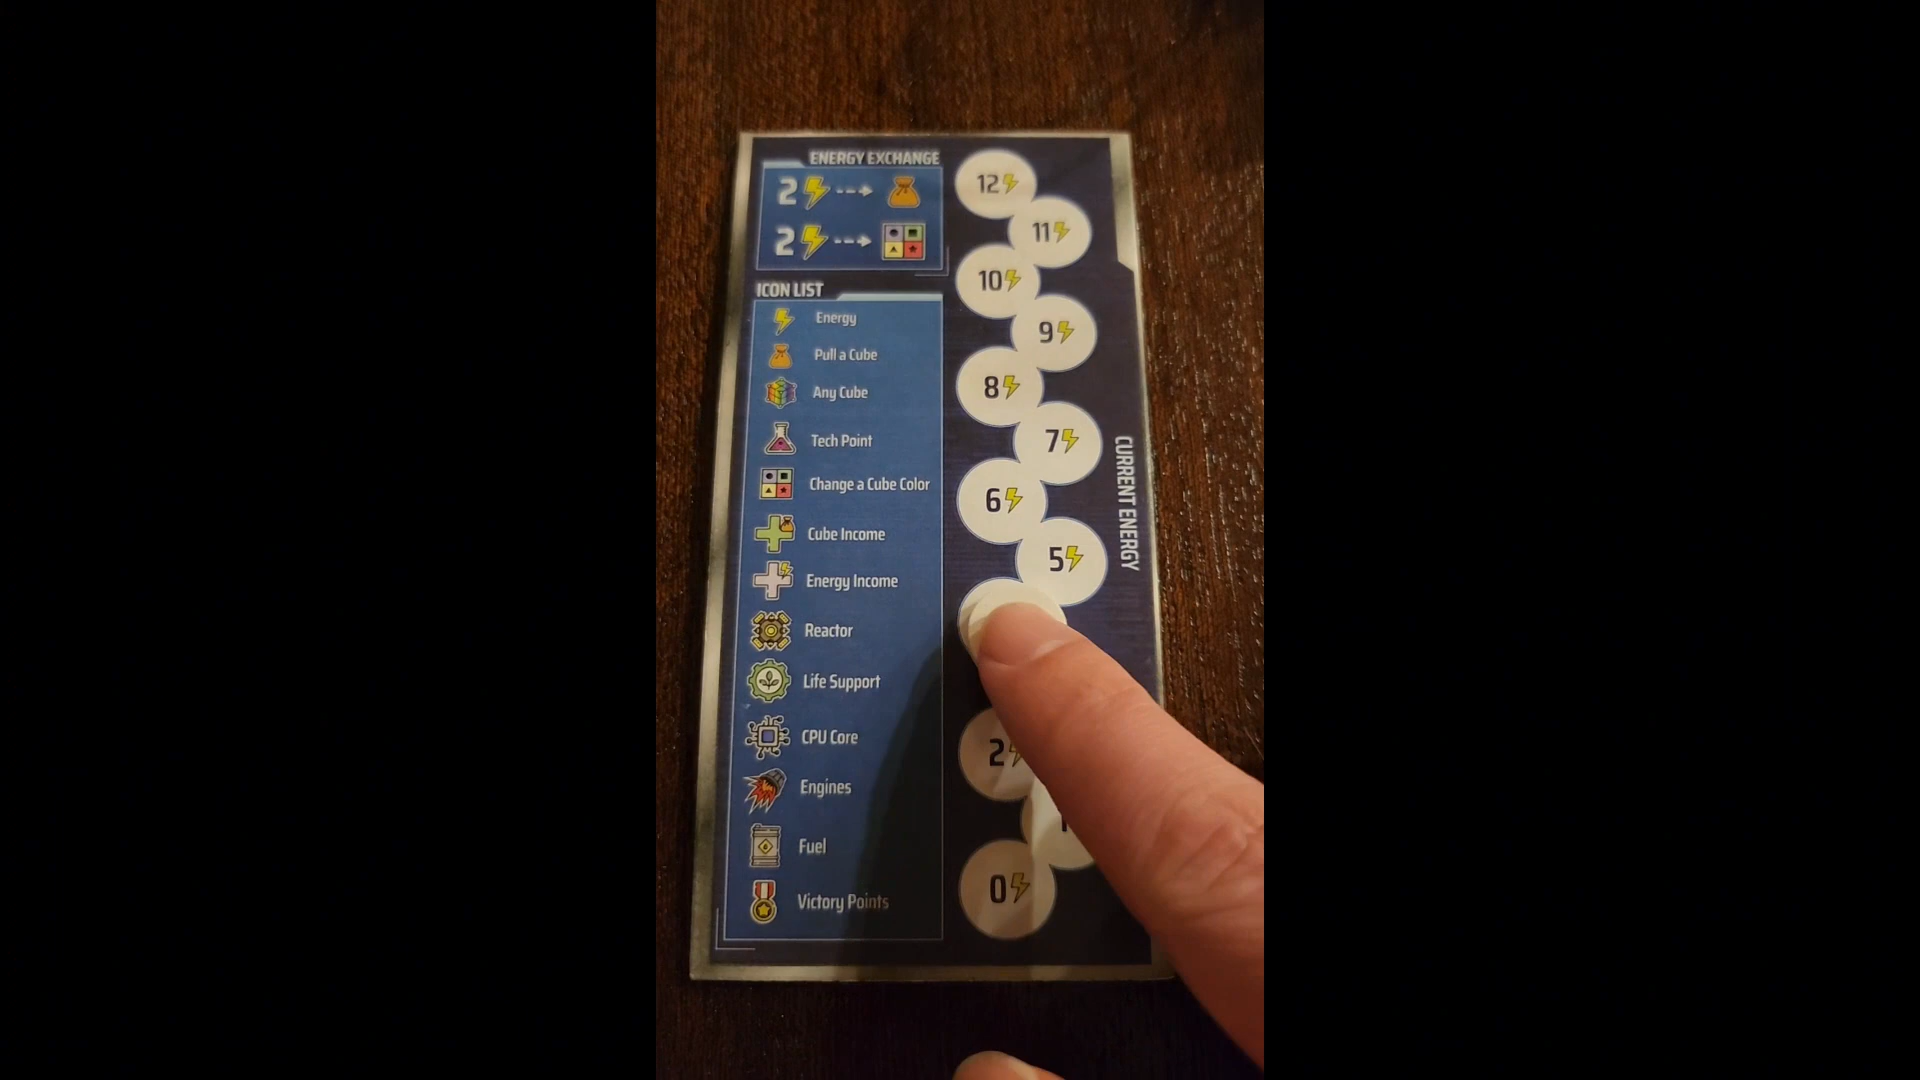 ENERGY EXCHANGE
2
2
ICON LIST
Energy
Pull a Cube
Any Cube
Tech Point
Change a Cube Color
Cube Income
Energy Income
Reactor
Life Support
CPU Core
Engines
Fuel
Victory Points
12
11
10
9
8
7
6
5
2
1
0
CURRENT ENERGY